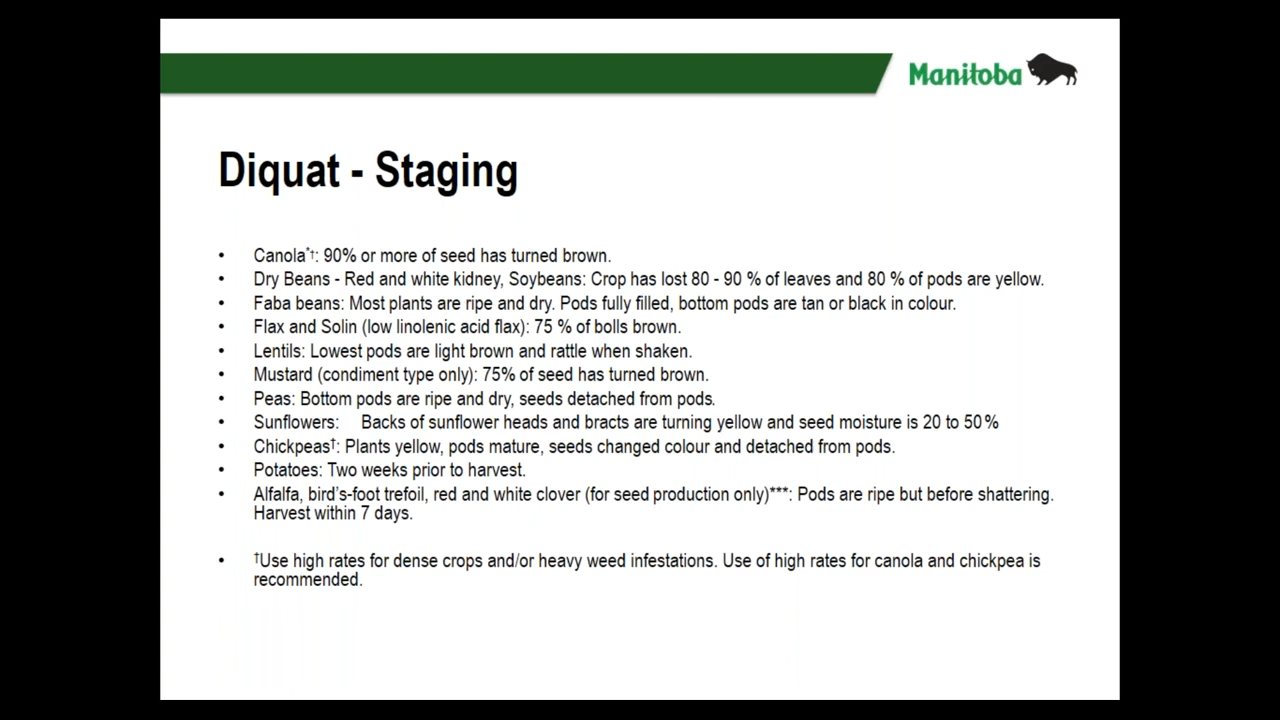 Manitoba
Diquat - Staging
• Canola*†: 90% or more of seed has turned brown.
• Dry Beans - Red and white kidney, Soybeans: Crop has lost 80 - 90 % of leaves and 80 % of pods are yellow.
• Faba beans: Most plants are ripe and dry. Pods fully filled, bottom pods are tan or black in colour.
• Flax and Solin (low linolenic acid flax): 75 % of bolls brown.
• Lentils: Lowest pods are light brown and rattle when shaken.
• Mustard (condiment type only): 75% of seed has turned brown.
• Peas: Bottom pods are ripe and dry, seeds detached from pods.
• Sunflowers: Backs of sunflower heads and bracts are turning yellow and seed moisture is 20 to 50%
• Chickpeas†: Plants yellow, pods mature, seeds changed colour and detached from pods.
• Potatoes: Two weeks prior to harvest.
• Alfalfa, bird's-foot trefoil, red and white clover (for seed production only)***: Pods are ripe but before shattering.
Harvest within 7 days.
• †Use high rates for dense crops and/or heavy weed infestations. Use of high rates for canola and chickpea is
recommended.